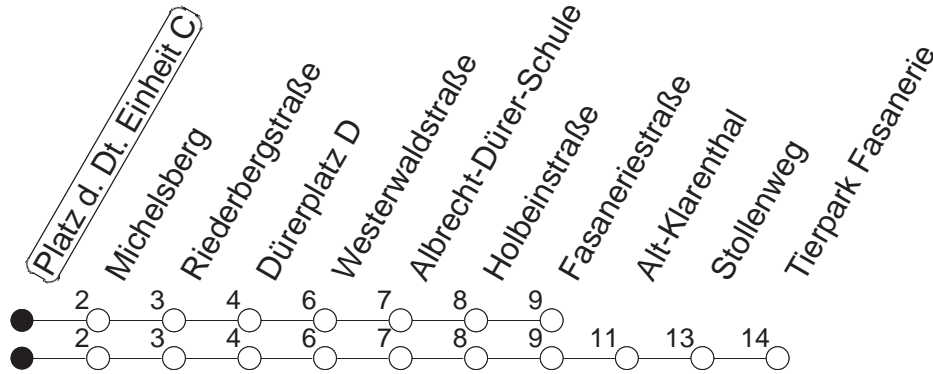 Platz d. Dt. Einheit C
Michelsberg
Riederbergstraße
Dürerplatz D
Westerwaldstraße
Albrecht-Dürer-Schule
Holbeinstraße
Fasaneriestraße
Alt-Klarenthal
Stollenweg
Tierpark Fasanerie
2 3 4 6 7 8 9
2 3 4 6 7 8 9 11 13 14